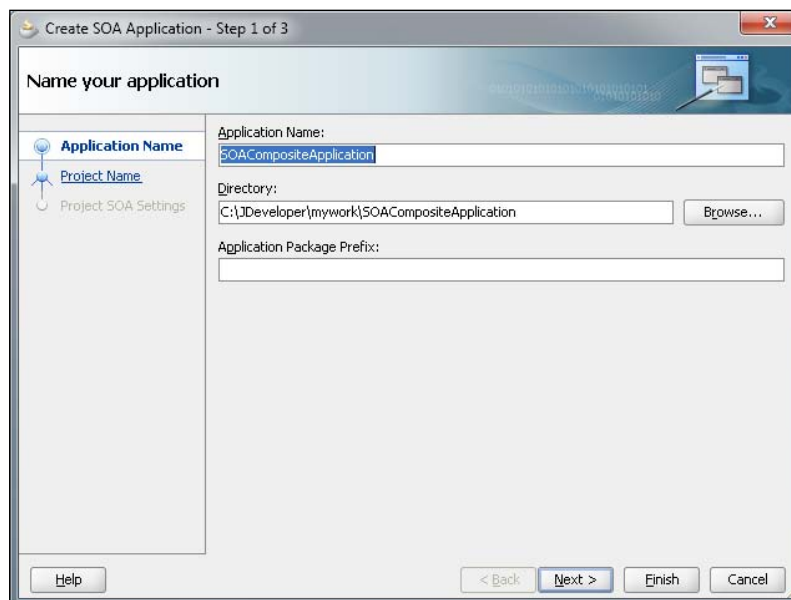 Create SOA Application - Step 1 of 3
Name your application
Application Name
Project Name
Project SOA Settings
Application Name:
SOACompositeApplication
Directory:
C:\JDeveloper\mywork\SOACompositeApplication
Browse...
Application Package Prefix:
Help
< Back
Next >
Finish
Cancel